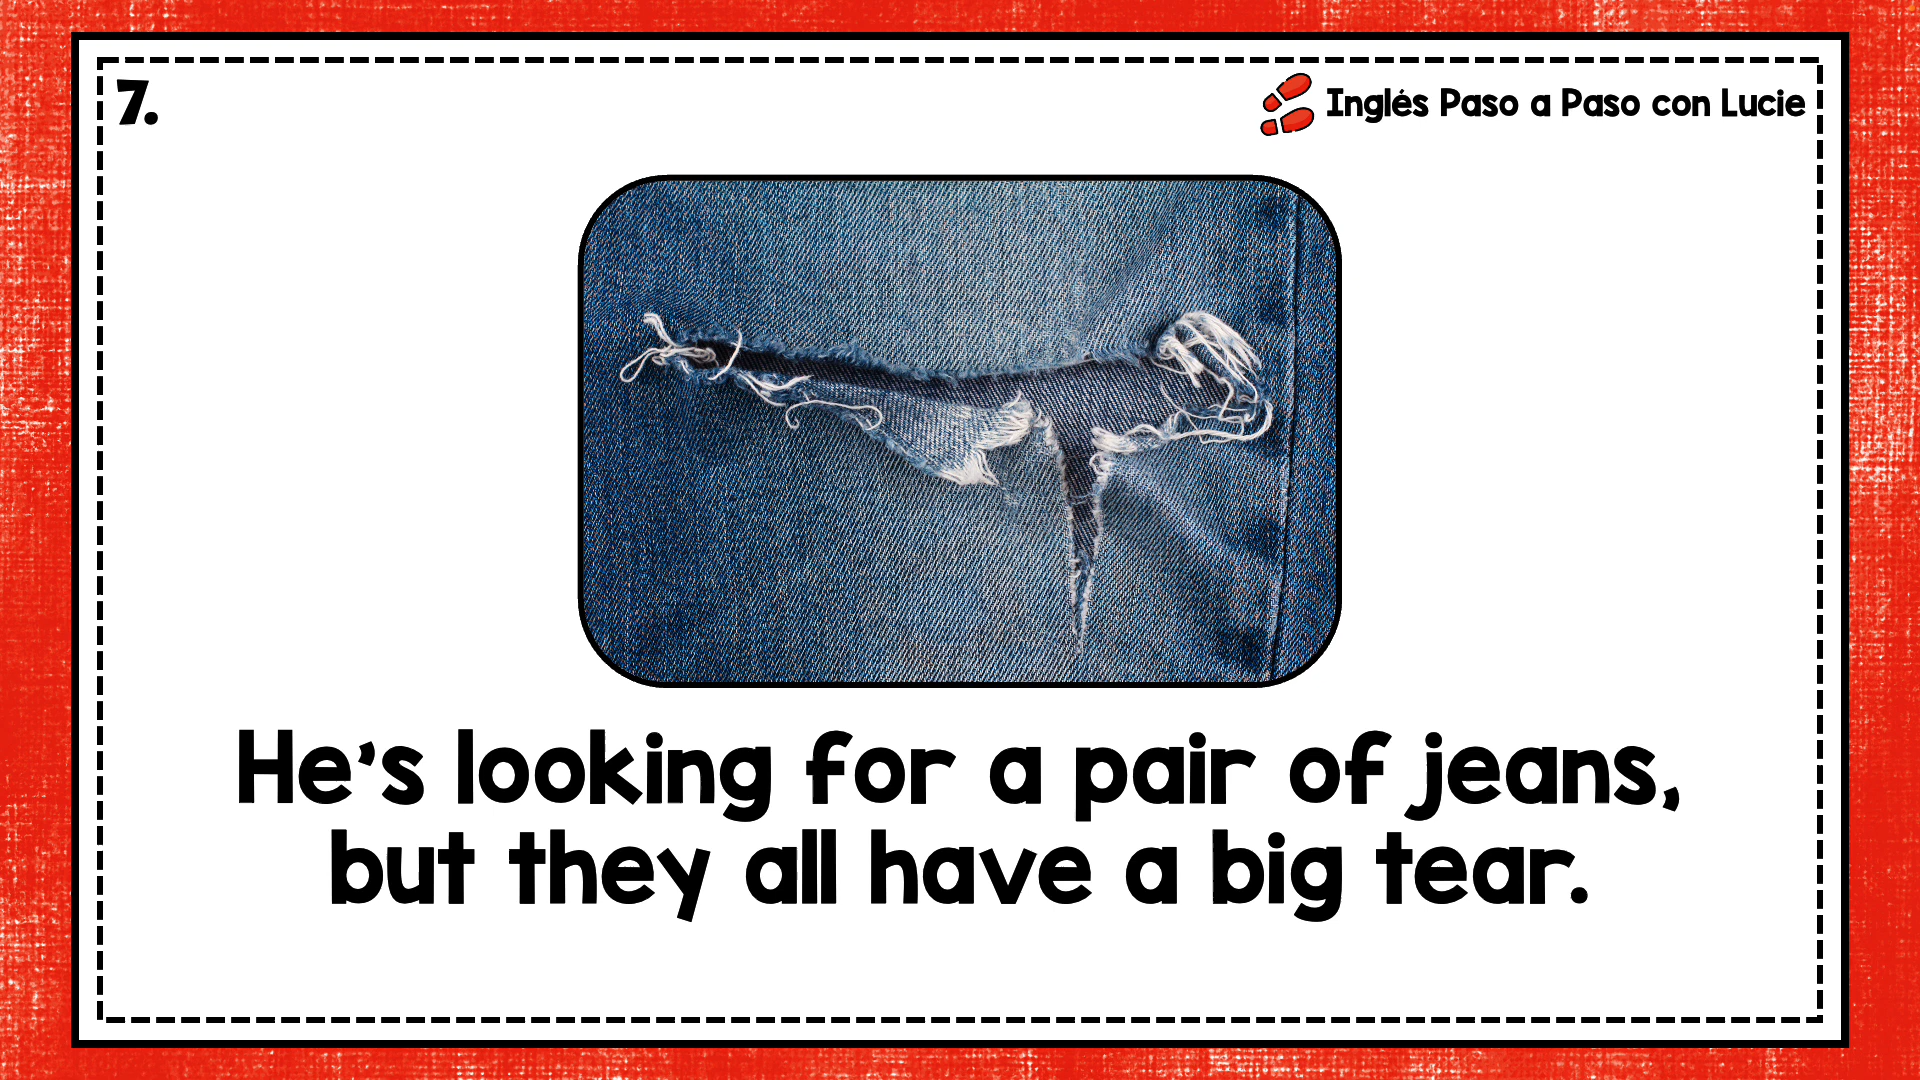 7.
Inglés Paso a Paso con Lucie
He's looking for a pair of jeans,
but they all have a big tear.